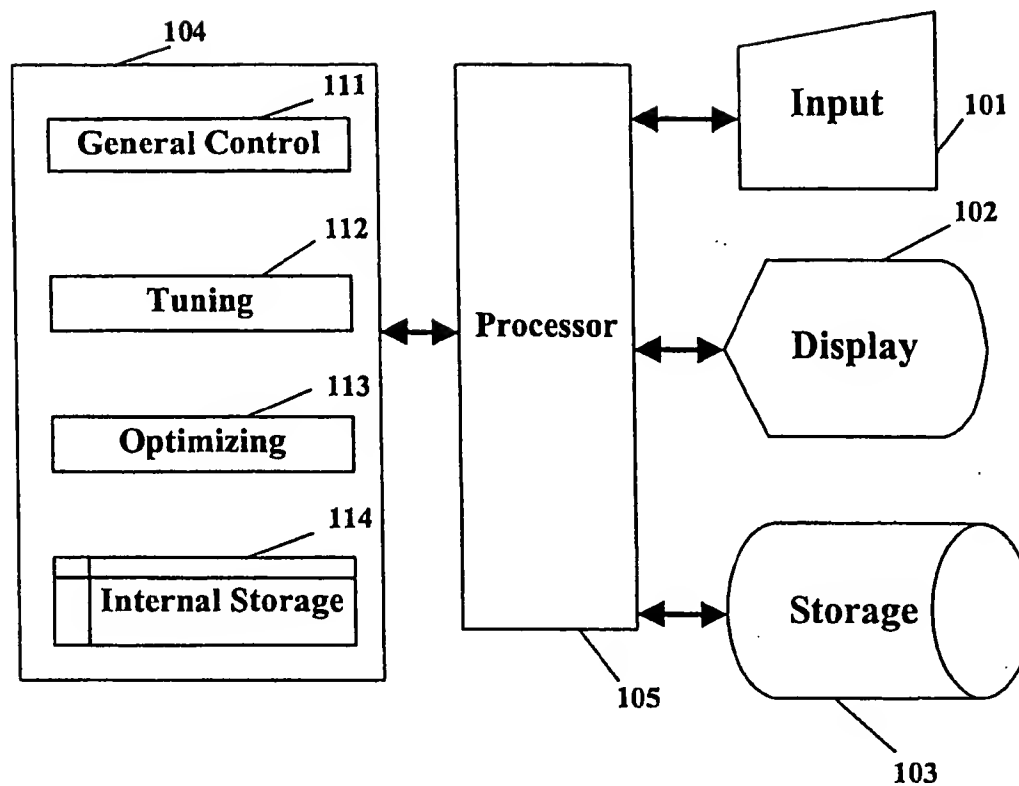 104
111
General Control
112
Tuning
113
Optimizing
114
Internal Storage
Processor
105
Input
101
102
Display
Storage
103